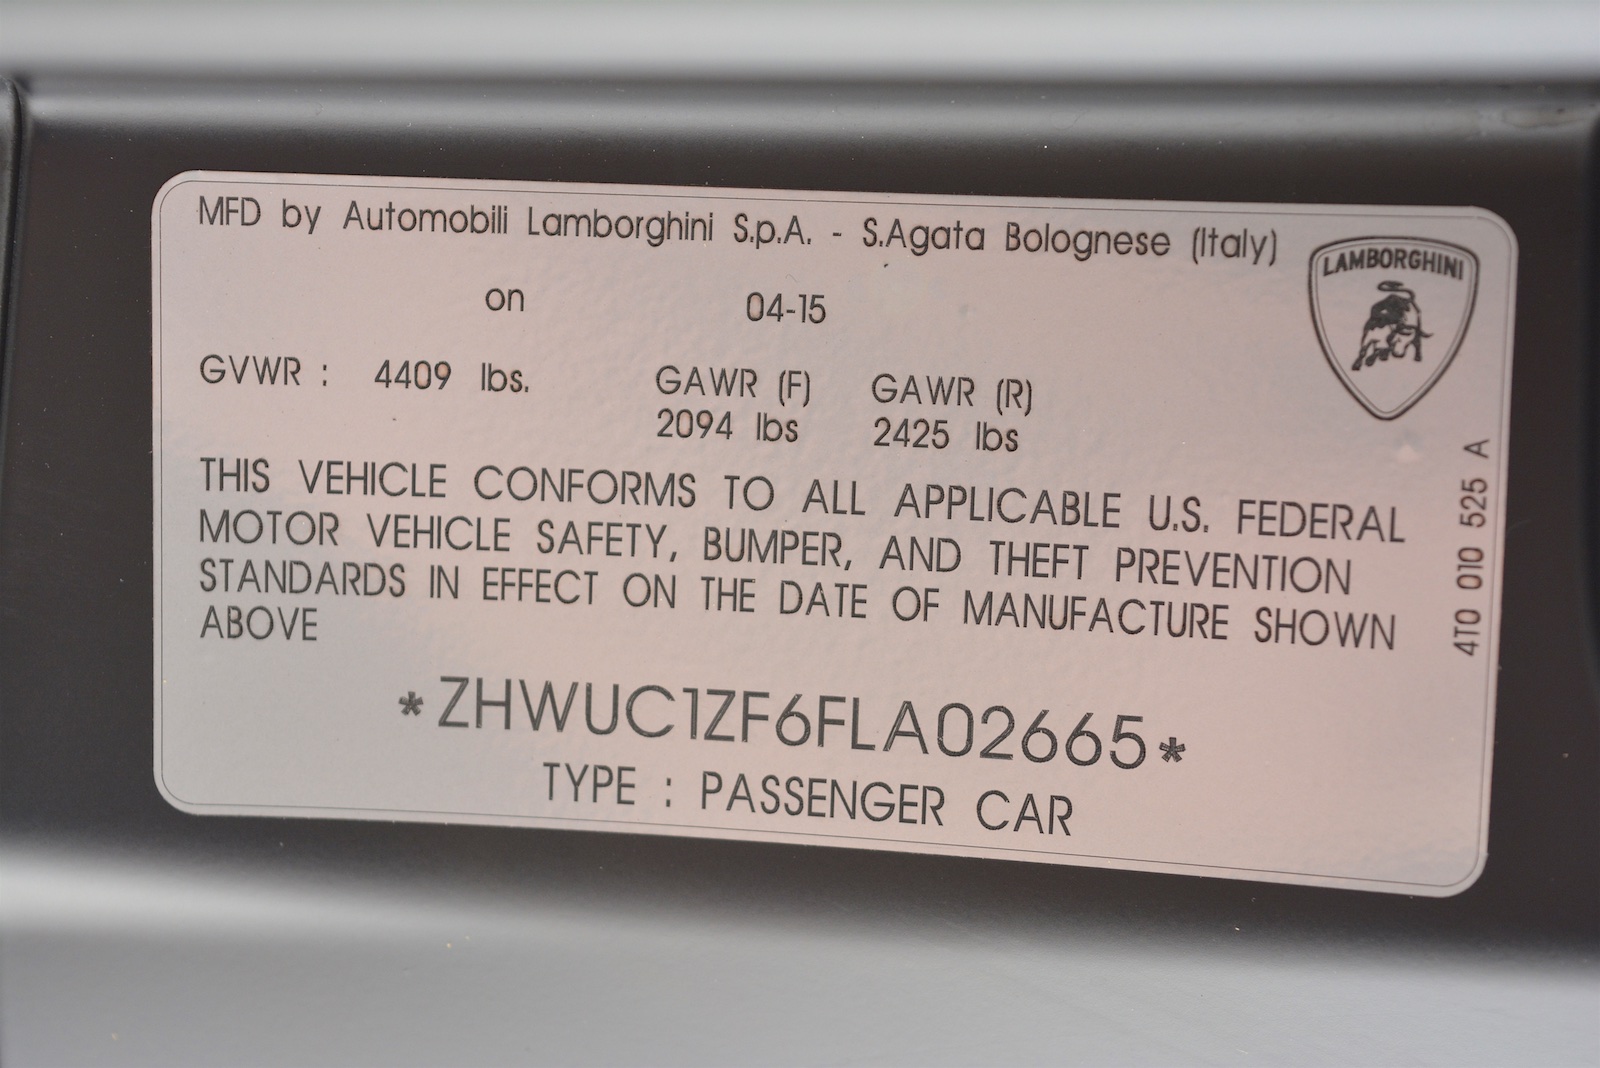 MFD by Automobili Lamborghini S.p.A. - S.Agata Bolognese (Italy)
LAMBORGHINI
on 04-15
GVWR : 4409 lbs. GAWR (F) GAWR (R)
2094 lbs 2425 lbs
THIS VEHICLE CONFORMS TO ALL APPLICABLE U.S. FEDERAL
MOTOR VEHICLE SAFETY, BUMPER, AND THEFT PREVENTION
STANDARDS IN EFFECT ON THE DATE OF MANUFACTURE SHOWN
ABOVE
*ZHWUC1ZF6FLA02665*
TYPE : PASSENGER CAR
4T0 010 525 A